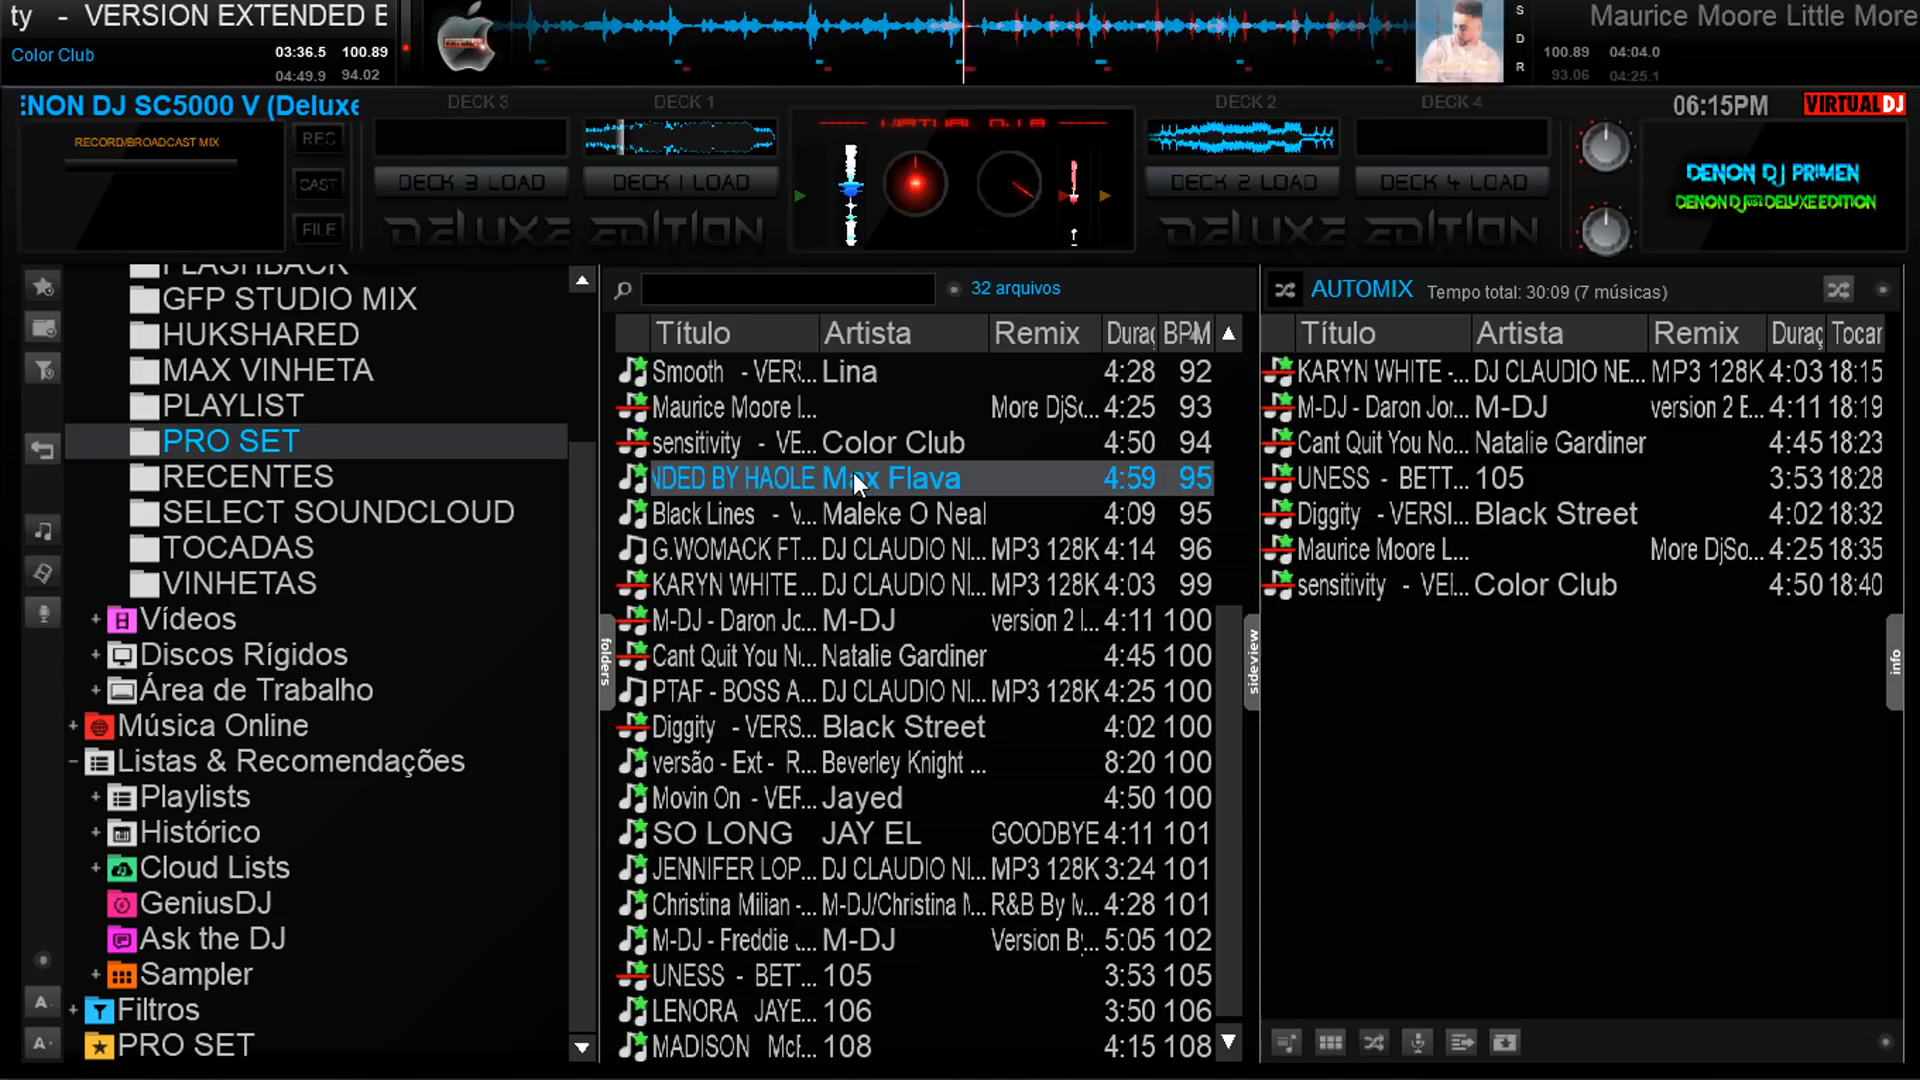 ty - VERSION EXTENDED E
Color Club
03:36.5 100.89
04:49.9 94.02
S
D
R
Maurice Moore Little More
100.89 04:04.0
93.06 04:25.1
NON DJ SC5000 V (Deluxe
RECORD/BROADCAST MIX
REC
CAST
FILE
DECK 3
DECK 1
DECK 2
DECK 4
DECK 3 LOAD
DECK 1 LOAD
DECK 2 LOAD
DECK 4 LOAD
DELUXE EDITION
DELUXE EDITION
06:15PM
VIRTUALDJ
DENON DJ PRIMEN
FLASHBACK
GFP STUDIO MIX
HUKSHARED
MAX VINHETA
PLAYLIST
PRO SET
RECENTES
SELECT SOUNDCLOUD
TOCADAS
VINHETAS
+ Vídeos
+ Discos Rígidos
+ Área de Trabalho
+ Música Online
- Listas & Recomendações
+ Playlists
+ Histórico
+ Cloud Lists
GeniusDJ
Ask the DJ
+ Sampler
+ Filtros
PRO SET
A
A
folders
32 arquivos
Título Artista Remix Duraç BPM
Smooth - VER:... Lina 4:28 92
Maurice Moore l... More DjSc... 4:25 93
sensitivity - VE... Color Club 4:50 94
NDED BY HAOLE Max Flava 4:59 95
Black Lines - V... Maleke O Neal 4:09 95
G.WOMACK FT... DJ CLAUDIO NI... MP3 128K 4:14 96
KARYN WHITE ... DJ CLAUDIO NI... MP3 128K 4:03 99
M-DJ - Daron Jc... M-DJ version 2 l... 4:11 100
Cant Quit You N... Natalie Gardiner 4:45 100
PTAF - BOSS A... DJ CLAUDIO NI... MP3 128K 4:25 100
Diggity - VERS... Black Street 4:02 100
versão - Ext - R... Beverley Knight ... 8:20 100
Movin On - VEF... Jayed 4:50 100
SO LONG JAY EL GOODBYE 4:11 101
JENNIFER LOP... DJ CLAUDIO NI... MP3 128K 3:24 101
Christina Milian -... M-DJ/Christina N... R&B By M... 4:28 101
M-DJ - Freddie ... M-DJ Version By... 5:05 102
UNESS - BET... 105 3:53 105
LENORA JAYE... 106 3:50 106
MADISON McF... 108 4:15 108
sideview
AUTOMIX Tempo total: 30:09 (7 músicas)
Título Artista Remix Duraç Tocar
KARYN WHITE -... DJ CLAUDIO NE... MP3 128K 4:03 18:15
M-DJ - Daron Jor... M-DJ version 2 E... 4:11 18:19
Cant Quit You No... Natalie Gardiner 4:45 18:23
UNESS - BETT... 105 3:53 18:28
Diggity - VERSI... Black Street 4:02 18:32
Maurice Moore L... More DjSo... 4:25 18:35
sensitivity - VEI... Color Club 4:50 18:40
info